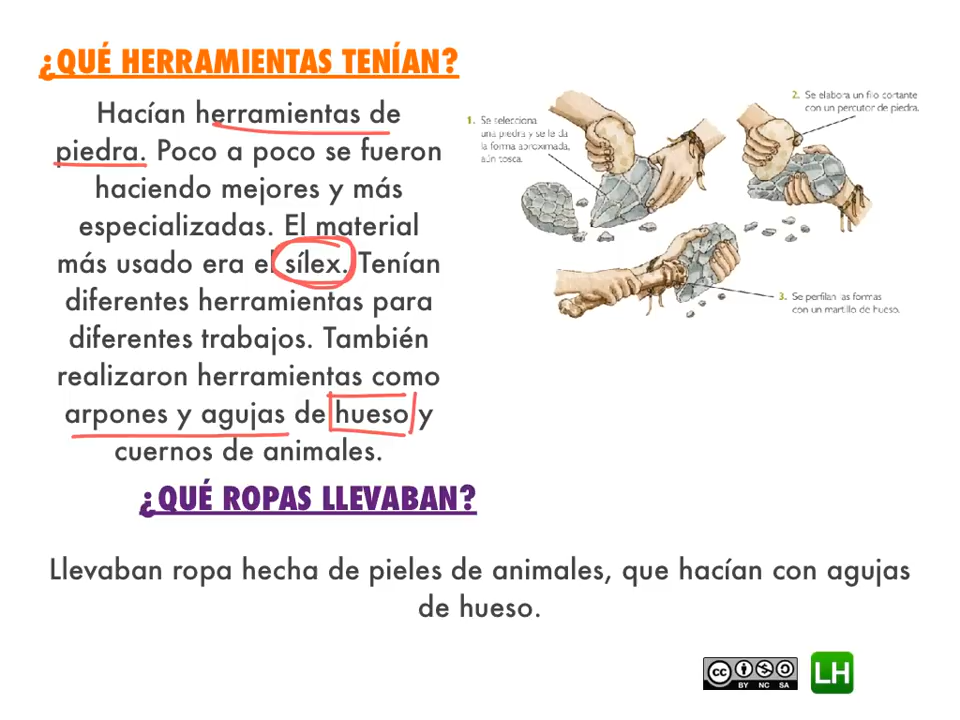 ¿QUÉ HERRAMIENTAS TENÍAN?
Hacían herramientas de
piedra. Poco a poco se fueron
haciendo mejores y más
especializadas. El material
más usado era el sílex. Tenían
diferentes herramientas para
diferentes trabajos. También
realizaron herramientas como
arpones y agujas de hueso y
cuernos de animales.
1. Se selecciona
una piedra y se le da
la forma aproximada,
aún tosca.
2. Se elabora un filo cortante
con un percutor de piedra.
3. Se perfilan las formas
con un martillo de hueso.
¿QUÉ ROPAS LLEVABAN?
Llevaban ropa hecha de pieles de animales, que hacían con agujas
de hueso.
cc BY NC SA
LH